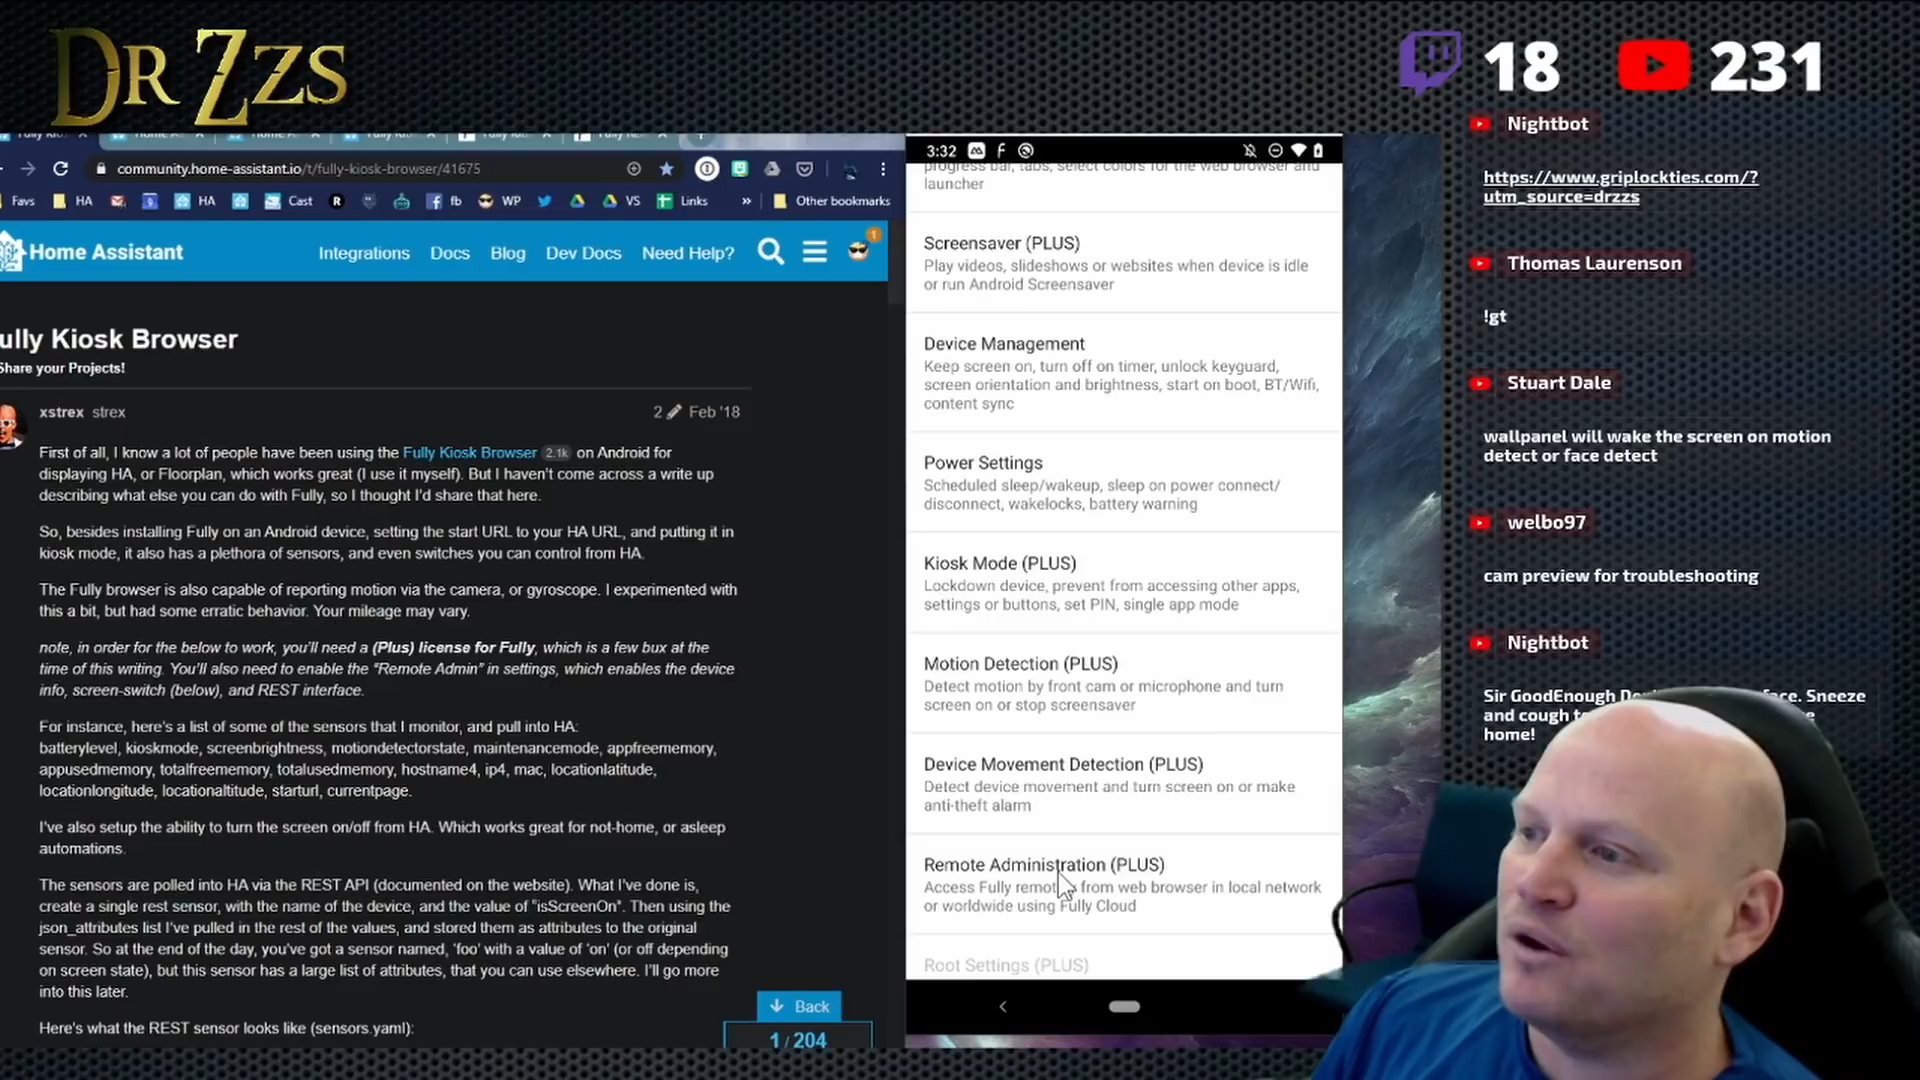 DR ZZS
18
231
community.home-assistant.io/t/fully-kiosk-browser/41675
Favs
HA
HA
Cast
fb
WP
VS
Links
»
Other bookmarks
Home Assistant
Integrations
Docs
Blog
Dev Docs
Need Help?
1
ully Kiosk Browser
Share your Projects!
xstrex strex
2
Feb '18
First of all, I know a lot of people have been using the Fully Kiosk Browser 2.1k on Android for
displaying HA, or Floorplan, which works great (I use it myself). But I haven't come across a write up
describing what else you can do with Fully, so I thought I'd share that here.
So, besides installing Fully on an Android device, setting the start URL to your HA URL, and putting it in
kiosk mode, it also has a plethora of sensors, and even switches you can control from HA.
The Fully browser is also capable of reporting motion via the camera, or gyroscope. I experimented with
this a bit, but had some erratic behavior. Your mileage may vary.
note, in order for the below to work, you'll need a (Plus) license for Fully, which is a few bux at the
time of this writing. You'll also need to enable the "Remote Admin" in settings, which enables the device
info, screen-switch (below), and REST interface.
For instance, here's a list of some of the sensors that I monitor, and pull into HA:
batterylevel, kioskmode, screenbrightness, motiondetectorstate, maintenancemode, appfreememory,
appusedmemory, totalfreememory, totalusedmemory, hostname4, ip4, mac, locationlatitude,
locationlongitude, locationaltitude, starturl, currentpage.
I've also setup the ability to turn the screen on/off from HA. Which works great for not-home, or asleep
automations.
The sensors are polled into HA via the REST API (documented on the website). What I've done is,
create a single rest sensor, with the name of the device, and the value of "isScreenOn". Then using the
json_attributes list I've pulled in the rest of the values, and stored them as attributes to the original
sensor. So at the end of the day, you've got a sensor named, 'foo' with a value of 'on' (or off depending
on screen state), but this sensor has a large list of attributes, that you can use elsewhere. I'll go more
into this later.
Here's what the REST sensor looks like (sensors.yaml):
Back
1 / 204
3:32
progress bar, tabs, select colors for the web browser and
launcher
Screensaver (PLUS)
Play videos, slideshows or websites when device is idle
or run Android Screensaver
Device Management
Keep screen on, turn off on timer, unlock keyguard,
screen orientation and brightness, start on boot, BT/Wifi,
content sync
Power Settings
Scheduled sleep/wakeup, sleep on power connect/
disconnect, wakelocks, battery warning
Kiosk Mode (PLUS)
Lockdown device, prevent from accessing other apps,
settings or buttons, set PIN, single app mode
Motion Detection (PLUS)
Detect motion by front cam or microphone and turn
screen on or stop screensaver
Device Movement Detection (PLUS)
Detect device movement and turn screen on or make
anti-theft alarm
Remote Administration (PLUS)
Access Fully remot from web browser in local network
or worldwide using Fully Cloud
Root Settings (PLUS)
Nightbot
https://www.griplockties.com/?
utm_source=drzzs
Thomas Laurenson
!gt
Stuart Dale
wallpanel will wake the screen on motion
detect or face detect
welbo97
cam preview for troubleshooting
Nightbot
Sir GoodEnough face. Sneeze
and cough
home!